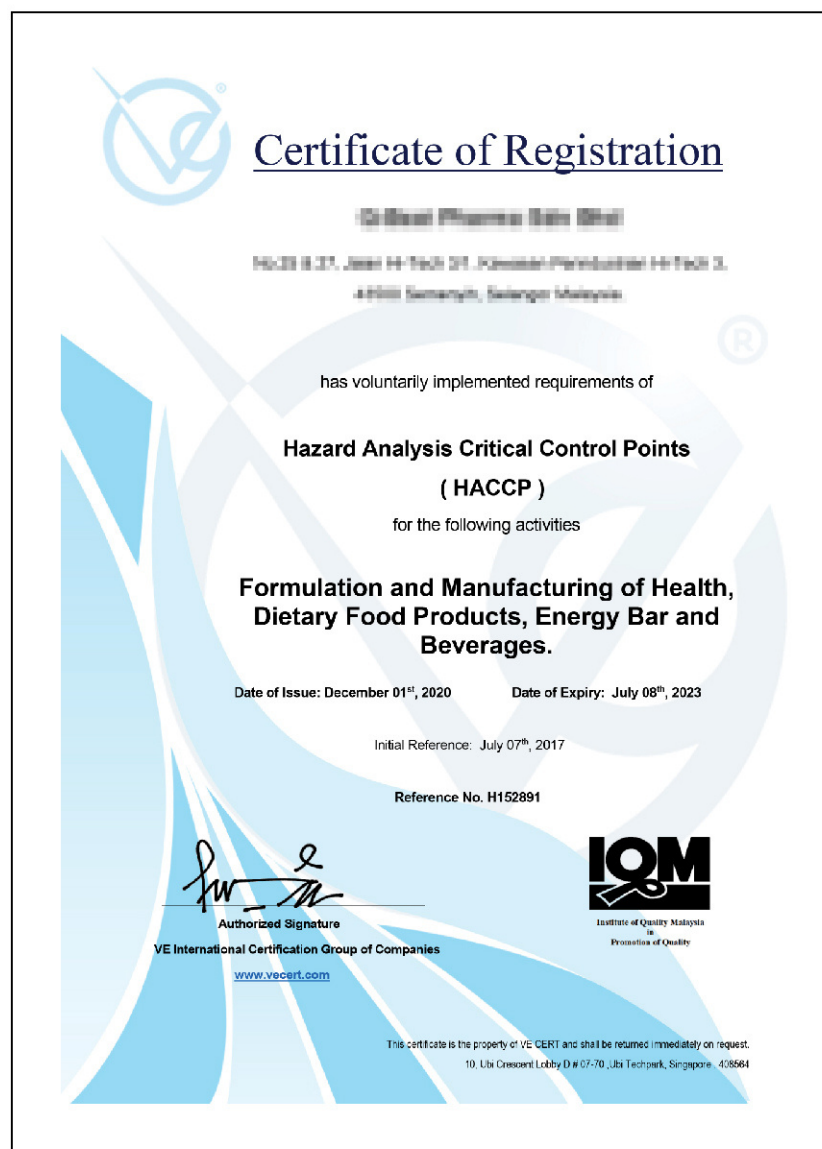 Certificate of Registration
has voluntarily implemented requirements of
Hazard Analysis Critical Control Points
( HACCP )
for the following activities
Formulation and Manufacturing of Health,
Dietary Food Products, Energy Bar and
Beverages.
Date of Issue: December 01st, 2020 Date of Expiry: July 08th, 2023
Initial Reference: July 07th, 2017
Reference No. H152891
Authorized Signature
VE International Certification Group of Companies
www.vecert.com
IQM
Institute of Quality Malaysia
in
Promotion of Quality
This certificate is the property of VE CERT and shall be returned immediately on request.
10, Ubi Crescent Lobby D # 07-70 ,Ubi Techpark, Singapore . 408564